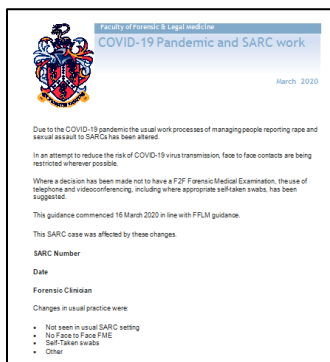 Faculty of Forensic & Legal Medicine
COVID-19 Pandemic and SARC work
March 2020
Due to the COVID-19 pandemic the usual work processes of managing people reporting rape and
sexual assault to SARCs has been altered.
In an attempt to reduce the risk of COVID-19 virus transmission, face to face contacts are being
restricted wherever possible.
Where a decision has been made not to have a F2F Forensic Medical Examination, the use of
telephone and videoconferencing, including where appropriate self-taken swabs, has been
suggested.
This guidance commenced 16 March 2020 in line with FFLM guidance.
This SARC case was affected by these changes.
SARC Number
Date
Forensic Clinician
Changes in usual practice were:
• Not seen in usual SARC setting
• No Face to Face FME
• Self-Taken swabs
• Other